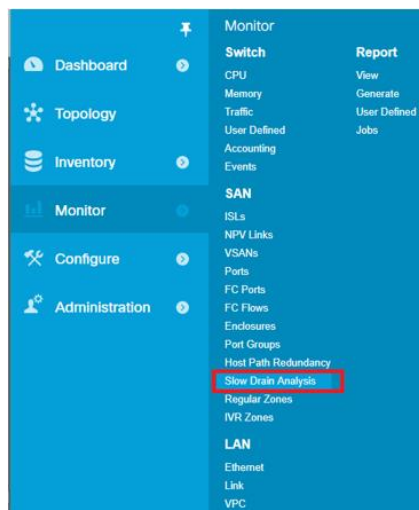 Dashboard
Topology
Inventory
Monitor
Configure
Administration
Monitor
Switch
CPU
Memory
Traffic
User Defined
Accounting
Events
SAN
ISLs
NPV Links
VSANs
Ports
FC Ports
FC Flows
Enclosures
Port Groups
Host Path Redundancy
Slow Drain Analysis
Regular Zones
IVR Zones
LAN
Ethernet
Link
VPC
Report
View
Generate
User Defined
Jobs